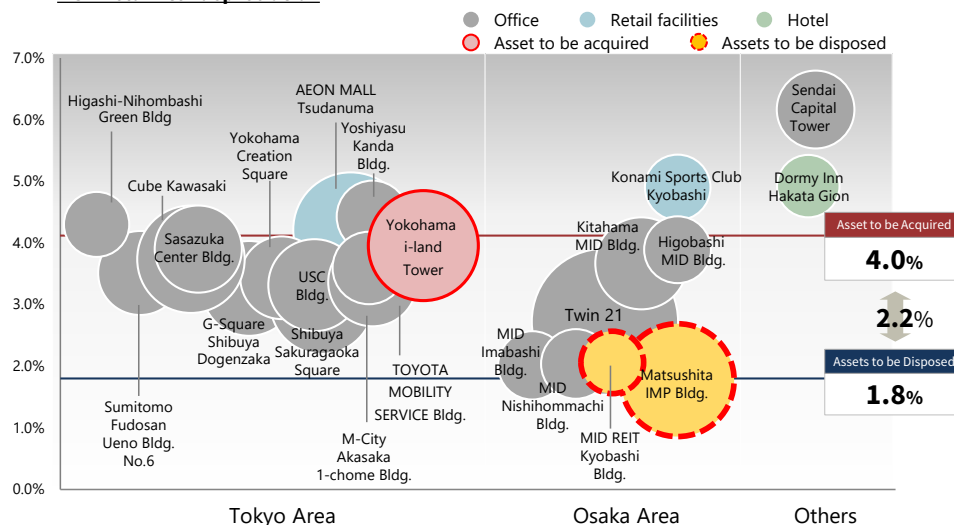 Office
Retail facilities
Hotel
Asset to be acquired
Assets to be disposed
7.0%
6.0%
5.0%
4.0%
3.0%
2.0%
1.0%
0.0%
Higashi-Nihombashi
Green Bldg
Cube Kawasaki
Sasazuka
Center Bldg.
Yokohama
Creation
Square
AEON MALL
Tsudanuma
Yoshiyasu
Kanda
Bldg.
Yokohama
i-land
Tower
USC
Bldg.
G-Square
Shibuya
Dogenzaka
Shibuya
Sakuragaoka
Square
TOYOTA
MOBILITY
SERVICE Bldg.
Sumitomo
Fudosan
Ueno Bldg.
No.6
M-City
Akasaka
1-chome Bldg.
Konami Sports Club
Kyobashi
Kitahama
MID Bldg.
Higobashi
MID Bldg.
Twin 21
MID
Imabashi
Bldg.
MID
Nishihommachi
Bldg.
MID REIT
Kyobashi
Bldg.
Matsushita
IMP Bldg.
Sendai
Capital
Tower
Dormy Inn
Hakata Gion
Asset to be Acquired
4.0%
2.2%
Assets to be Disposed
1.8%
Tokyo Area
Osaka Area
Others